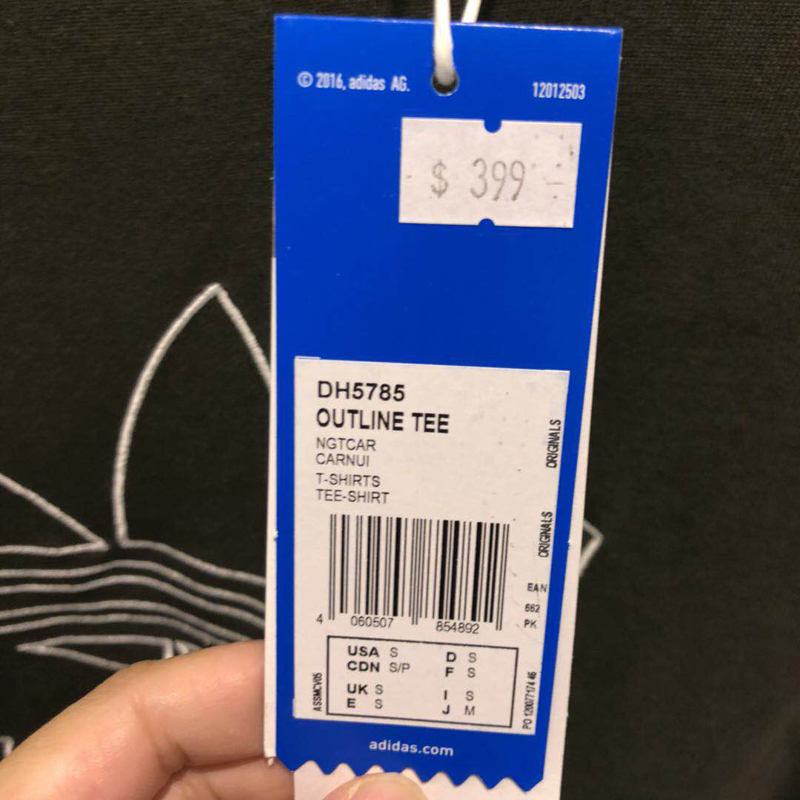 © 2016, adidas AG.
12012503
$ 399
DH5785
OUTLINE TEE
NGTCAR
CARNUI
T-SHIRTS
TEE-SHIRT
ORIGINALS
ORIGINALS
EAN
662
PK
4 060507 854892
USA S D S
CDN S/P F S
UK S I S
E S J M
ASSMCV05
adidas.com